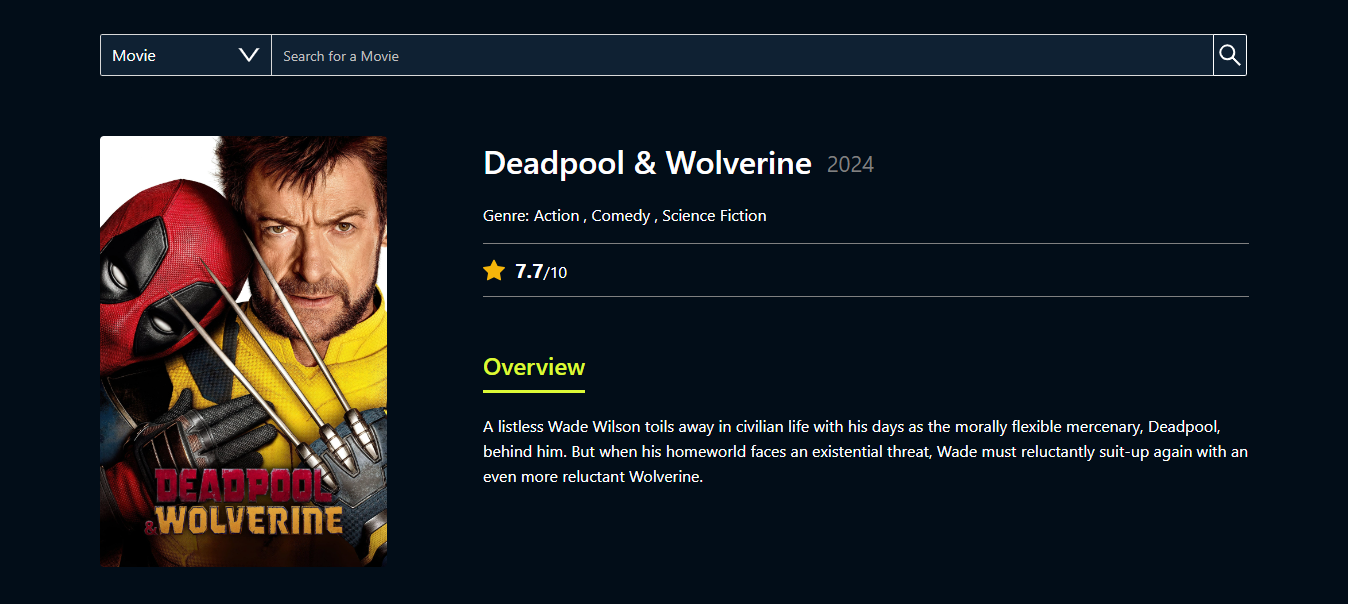 Movie
Search for a Movie
Deadpool & Wolverine 2024
Genre: Action , Comedy , Science Fiction
7.7/10
Overview
A listless Wade Wilson toils away in civilian life with his days as the morally flexible mercenary, Deadpool,
behind him. But when his homeworld faces an existential threat, Wade must reluctantly suit-up again with an
even more reluctant Wolverine.
DEADPOOL
& WOLVERINE